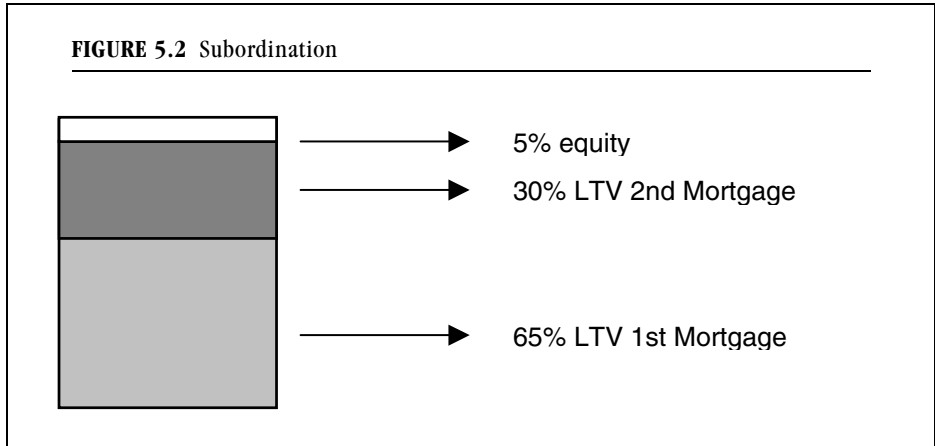 FIGURE 5.2 Subordination
5% equity
30% LTV 2nd Mortgage
65% LTV 1st Mortgage